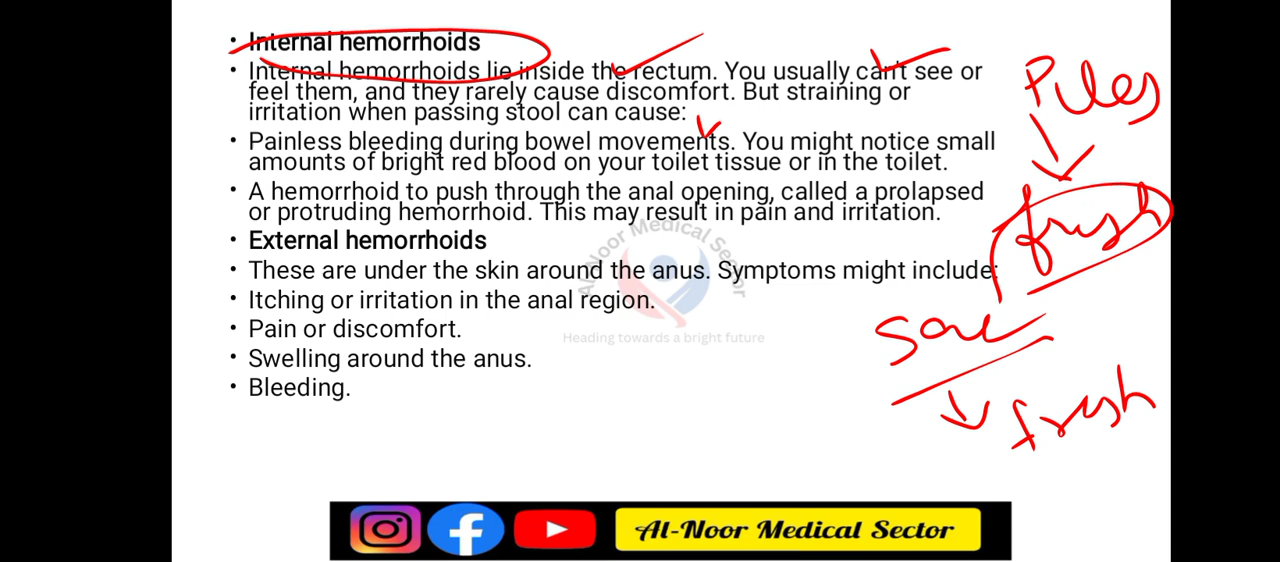 • Internal hemorrhoids
• Internal hemorrhoids lie inside the rectum. You usually can't see or
feel them, and they rarely cause discomfort. But straining or
irritation when passing stool can cause:
• Painless bleeding during bowel movements. You might notice small
amounts of bright red blood on your toilet tissue or in the toilet.
• A hemorrhoid to push through the anal opening, called a prolapsed
or protruding hemorrhoid. This may result in pain and irritation.
• External hemorrhoids
• These are under the skin around the anus. Symptoms might include:
• Itching or irritation in the anal region.
• Pain or discomfort.
• Swelling around the anus.
• Bleeding.
Piles
fresh
fresh
Al-Noor Medical Sector
Heading towards a bright future
Al-Noor Medical Sector